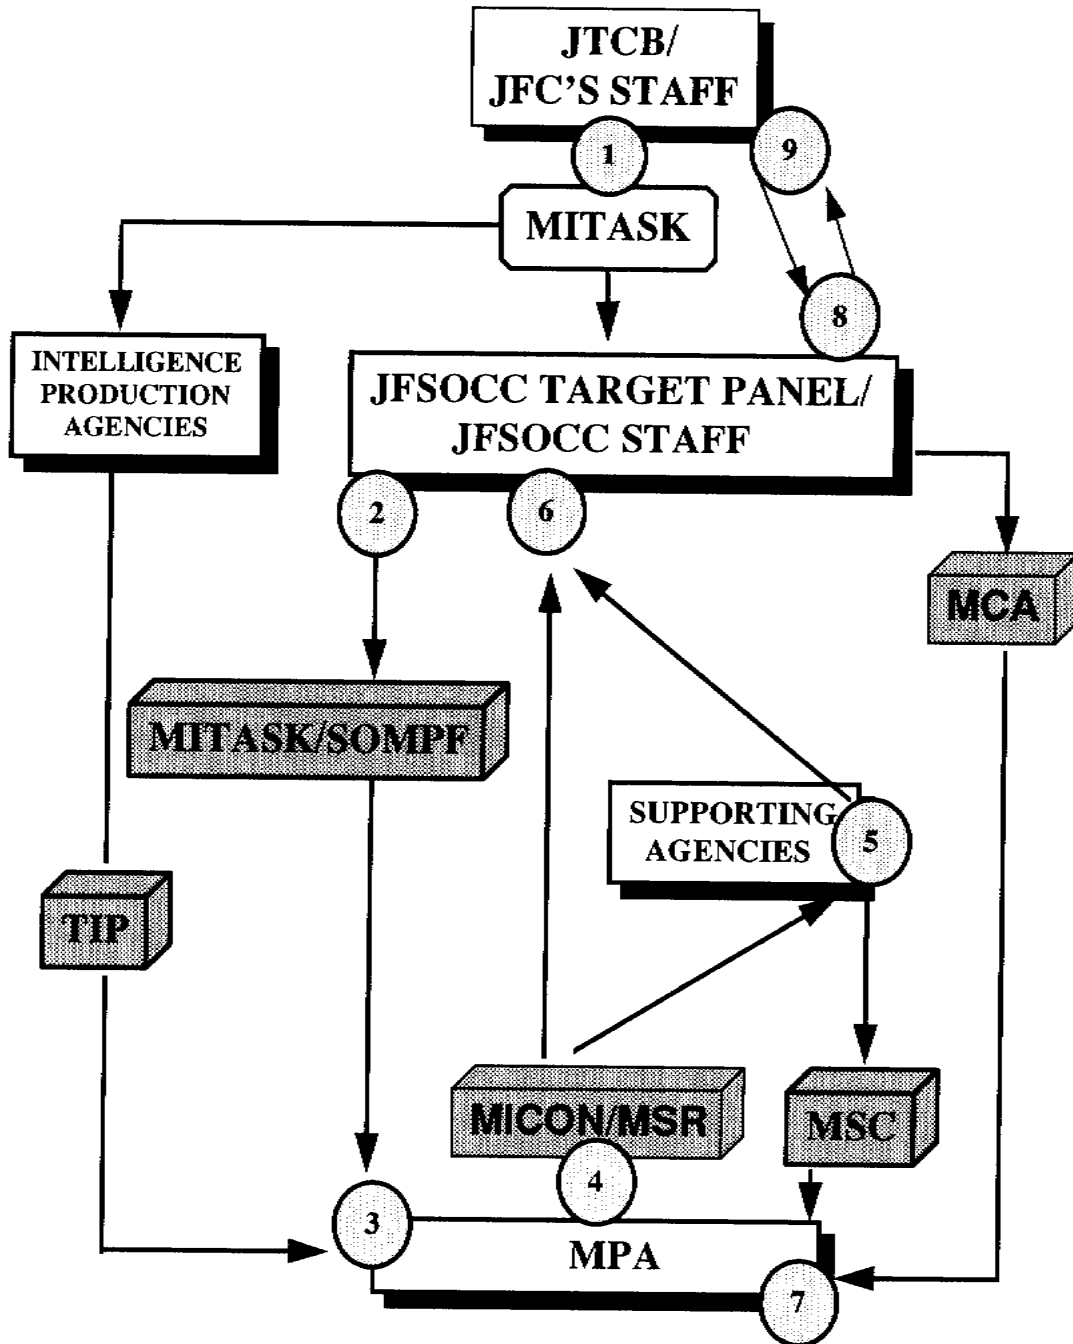 JTCB/
JFC'S STAFF
1
9
MITASK
8
INTELLIGENCE
PRODUCTION
AGENCIES
JFSOCC TARGET PANEL/
JFSOCC STAFF
2
6
MCA
MITASK/SOMPF
SUPPORTING
AGENCIES
5
TIP
MICON/MSR
MSC
4
3
MPA
7